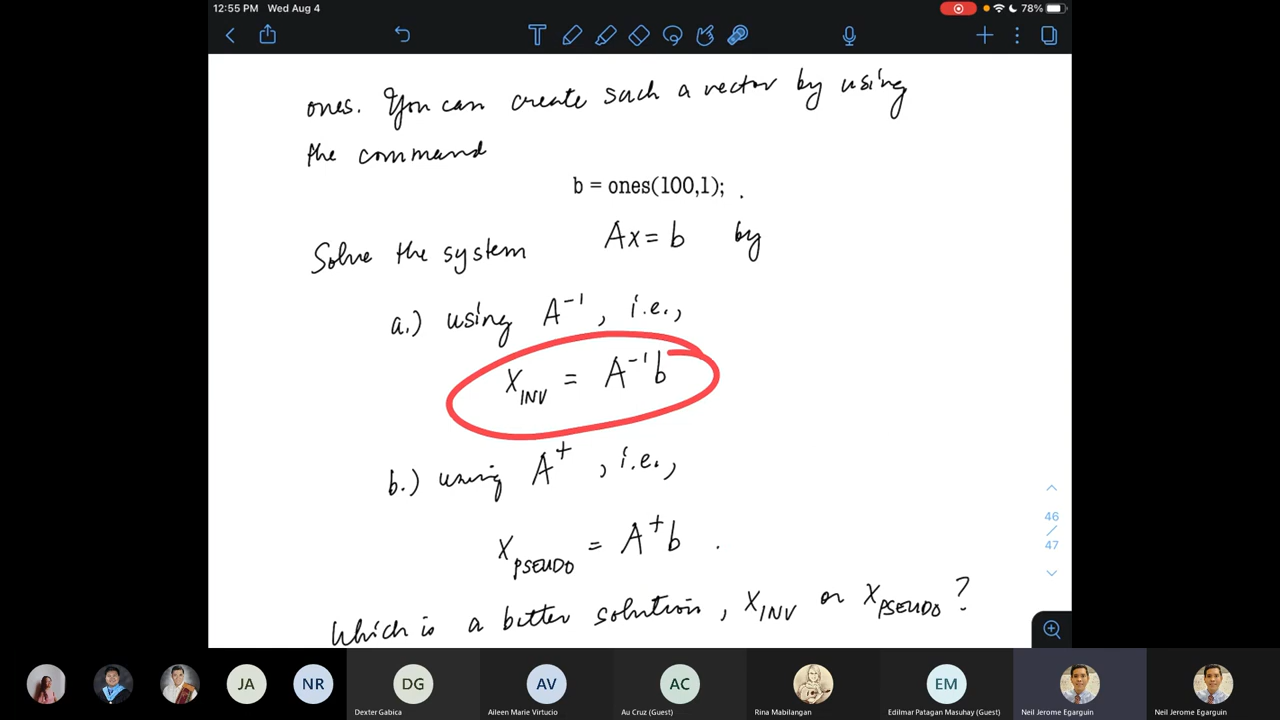 12:55 PM Wed Aug 4
78%
ones. You can create such a vector by using
the command
b = ones(100,1); .
Solve the system Ax = b by
a.) using A⁻¹, i.e.,
x_INV = A⁻¹b
b.) using A⁺, i.e.,
x_PSEUDO = A⁺b .
Which is a better solution, x_INV or x_PSEUDO?
46
/
47
T
JA
NR
DG
AV
AC
EM
Dexter Gabica
Aileen Marie Virtucio
Au Cruz (Guest)
Rina Mabilangan
Edilmar Patagan Masuhay (Guest)
Neil Jerome Egarguin
Neil Jerome Egarguin